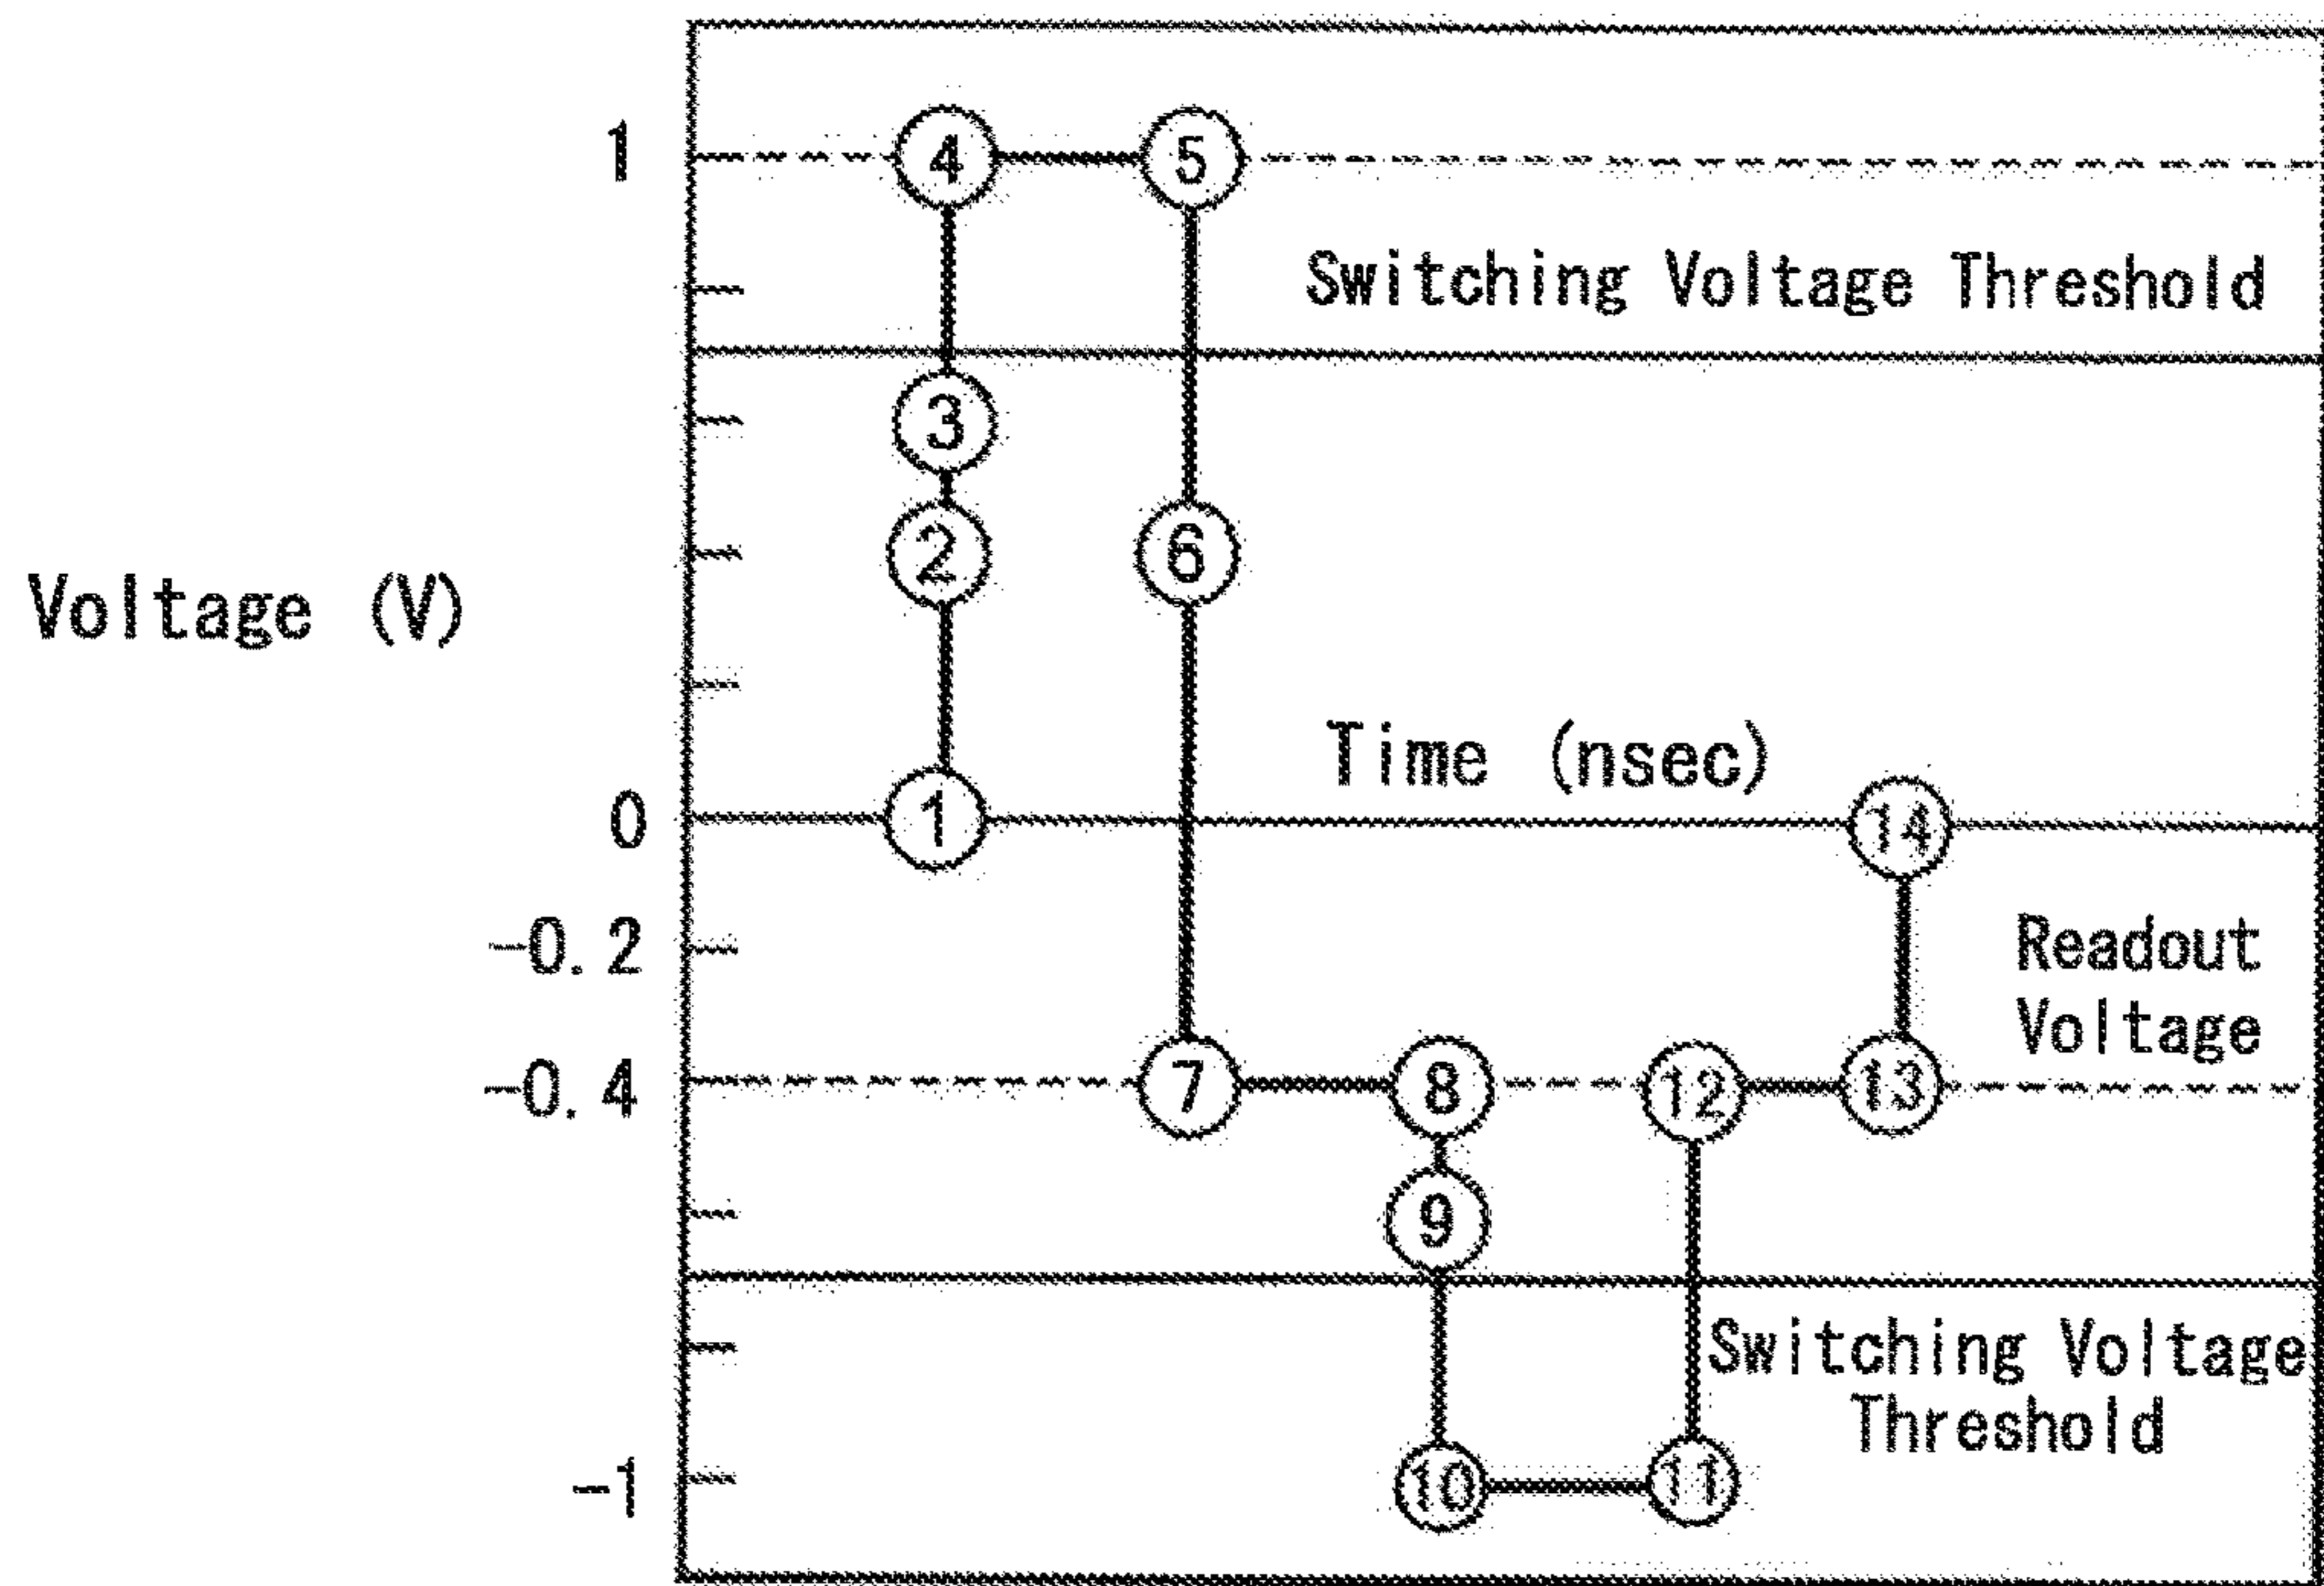 1
4
5
Switching Voltage Threshold
3
2
6
Voltage (V)
Time (nsec)
0
1
14
-0.2
Readout
Voltage
-0.4
7
8
12
13
9
Switching Voltage
Threshold
-1
10
11